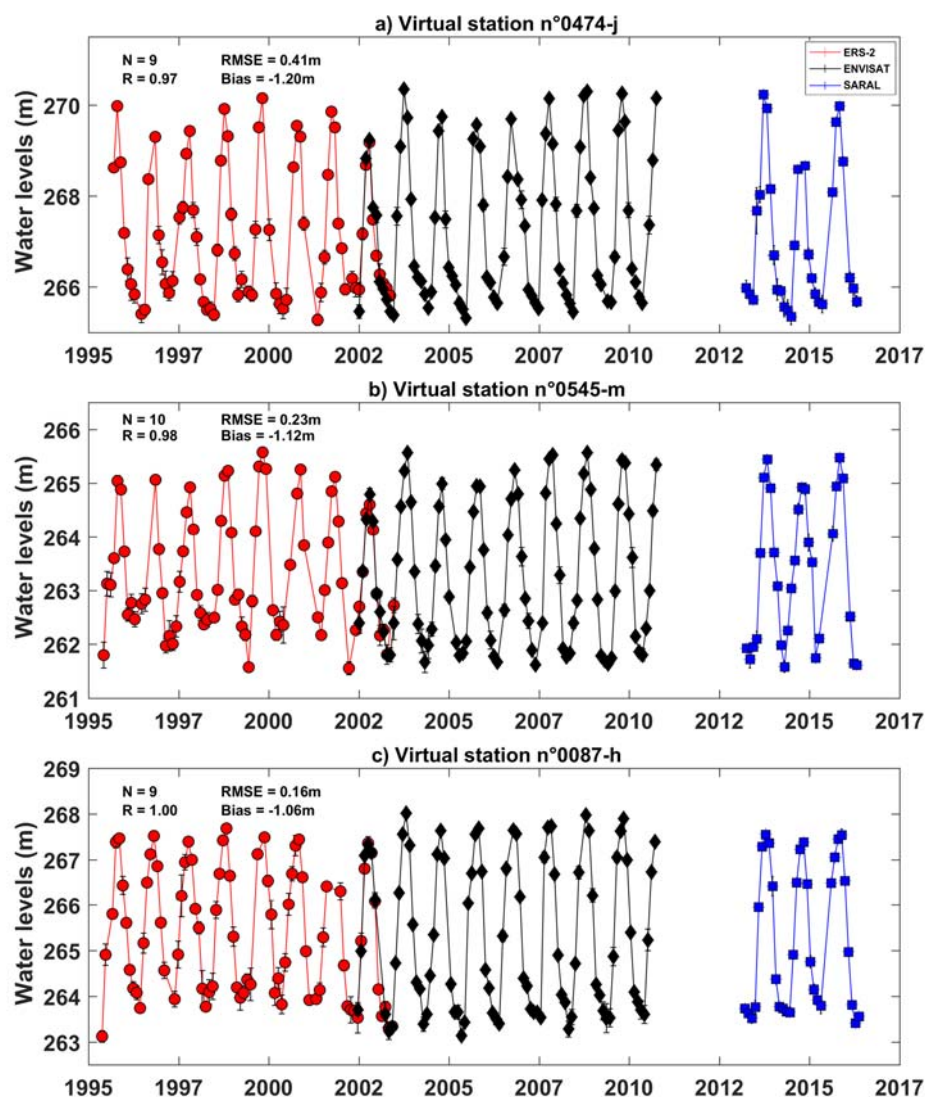 a) Virtual station n°0474-j
N = 9 RMSE = 0.41m
R = 0.97 Bias = -1.20m
ERS-2
ENVISAT
SARAL
Water levels (m)
270
268
266
1995 1997 2000 2002 2005 2007 2010 2012 2015 2017
b) Virtual station n°0545-m
N = 10 RMSE = 0.23m
R = 0.98 Bias = -1.12m
Water levels (m)
266
265
264
263
262
261
1995 1997 2000 2002 2005 2007 2010 2012 2015 2017
c) Virtual station n°0087-h
N = 9 RMSE = 0.16m
R = 1.00 Bias = -1.06m
Water levels (m)
269
268
267
266
265
264
263
1995 1997 2000 2002 2005 2007 2010 2012 2015 2017